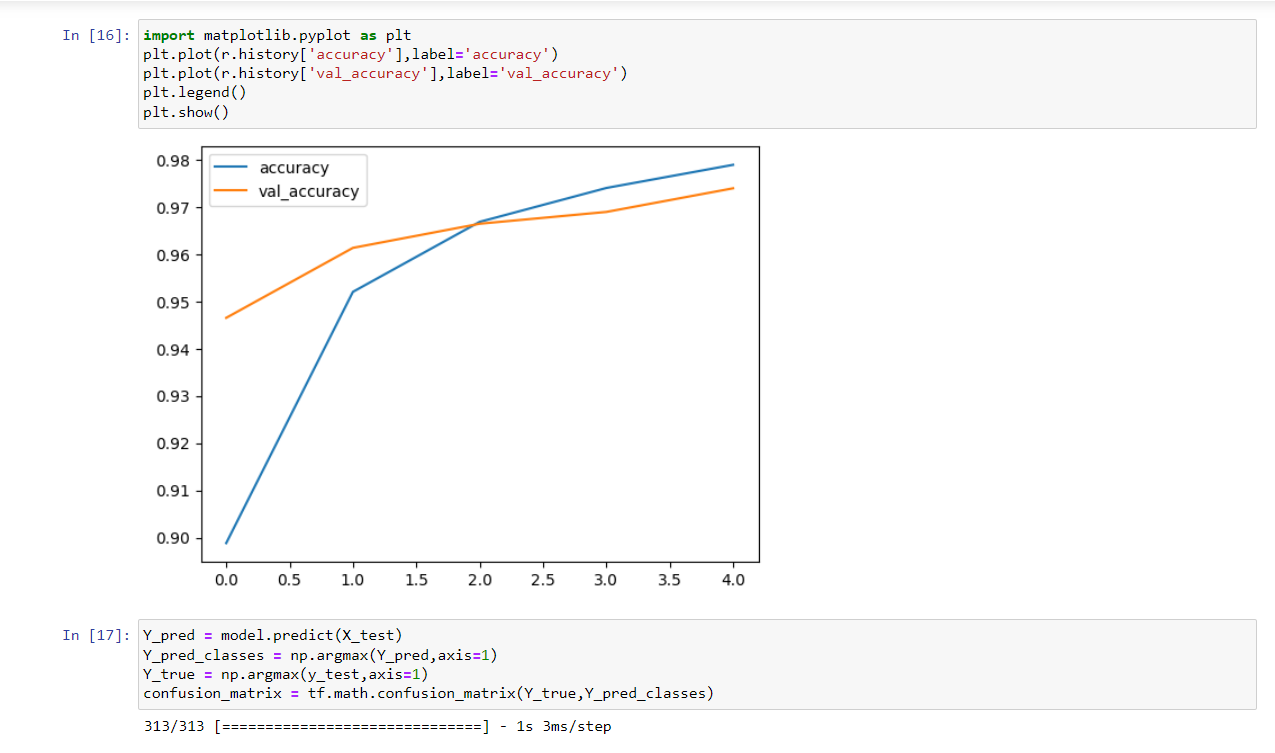 In [16]: import matplotlib.pyplot as plt
plt.plot(r.history['accuracy'],label='accuracy')
plt.plot(r.history['val_accuracy'],label='val_accuracy')
plt.legend()
plt.show()
accuracy
val_accuracy
0.98
0.97
0.96
0.95
0.94
0.93
0.92
0.91
0.90
0.0 0.5 1.0 1.5 2.0 2.5 3.0 3.5 4.0
In [17]: Y_pred = model.predict(X_test)
Y_pred_classes = np.argmax(Y_pred,axis=1)
Y_true = np.argmax(y_test,axis=1)
confusion_matrix = tf.math.confusion_matrix(Y_true,Y_pred_classes)
313/313 [==============================] - 1s 3ms/step